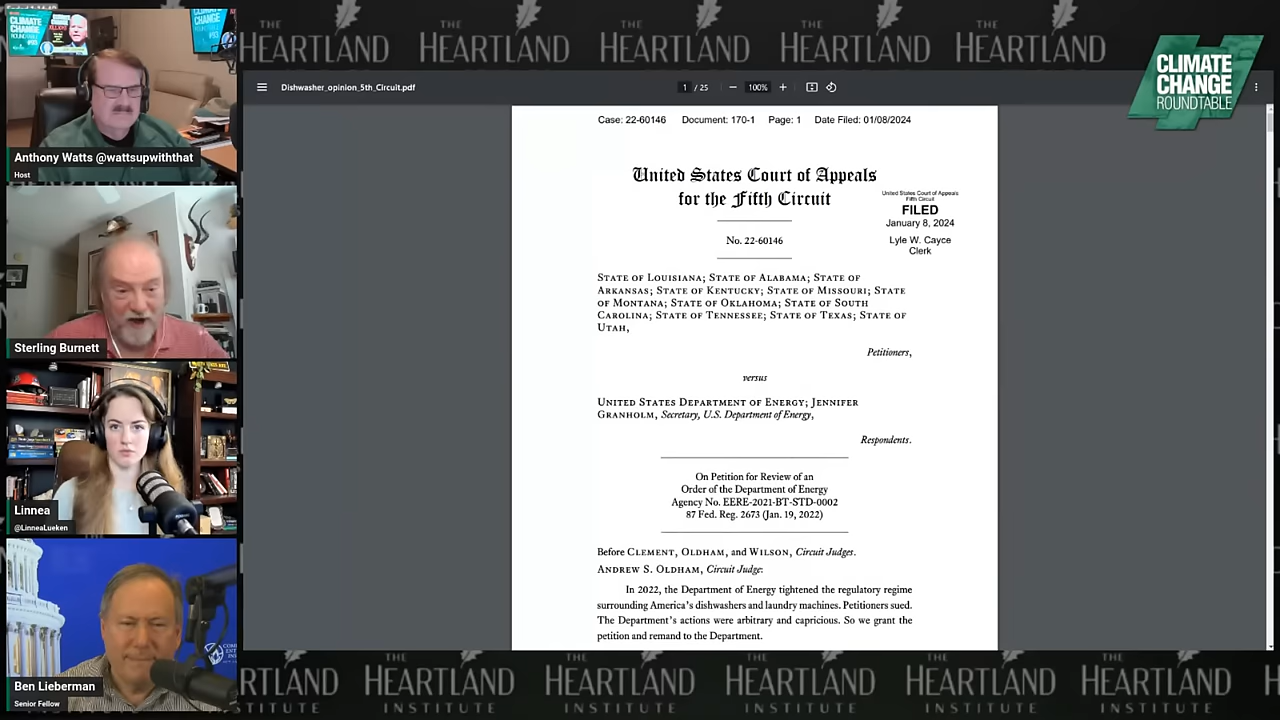 CLIMATE
CHANGE
ROUNDTABLE
Anthony Watts @wattsupwiththat
Host
Sterling Burnett
Linnea
@LinneaLueken
Ben Lieberman
Senior Fellow
THE
HEARTLAND
INSTITUTE
CLIMATE
CHANGE
ROUNDTABLE
Dishwasher_opinion_5th_Circuit.pdf
1 / 25
100%
Case: 22-60146 Document: 170-1 Page: 1 Date Filed: 01/08/2024
United States Court of Appeals
for the Fifth Circuit
United States Court of Appeals
Fifth Circuit
FILED
January 8, 2024
Lyle W. Cayce
Clerk
No. 22-60146
State of Louisiana; State of Alabama; State of
Arkansas; State of Kentucky; State of Missouri; State
of Montana; State of Oklahoma; State of South
Carolina; State of Tennessee; State of Texas; State of
Utah,
Petitioners,
versus
United States Department of Energy; Jennifer
Granholm, Secretary, U.S. Department of Energy,
Respondents.
On Petition for Review of an
Order of the Department of Energy
Agency No. EERE-2021-BT-STD-0002
87 Fed. Reg. 2673 (Jan. 19, 2022)
Before Clement, Oldham, and Wilson, Circuit Judges.
Andrew S. Oldham, Circuit Judge:
In 2022, the Department of Energy tightened the regulatory regime
surrounding America's dishwashers and laundry machines. Petitioners sued.
The Department's actions were arbitrary and capricious. So we grant the
petition and remand to the Department.